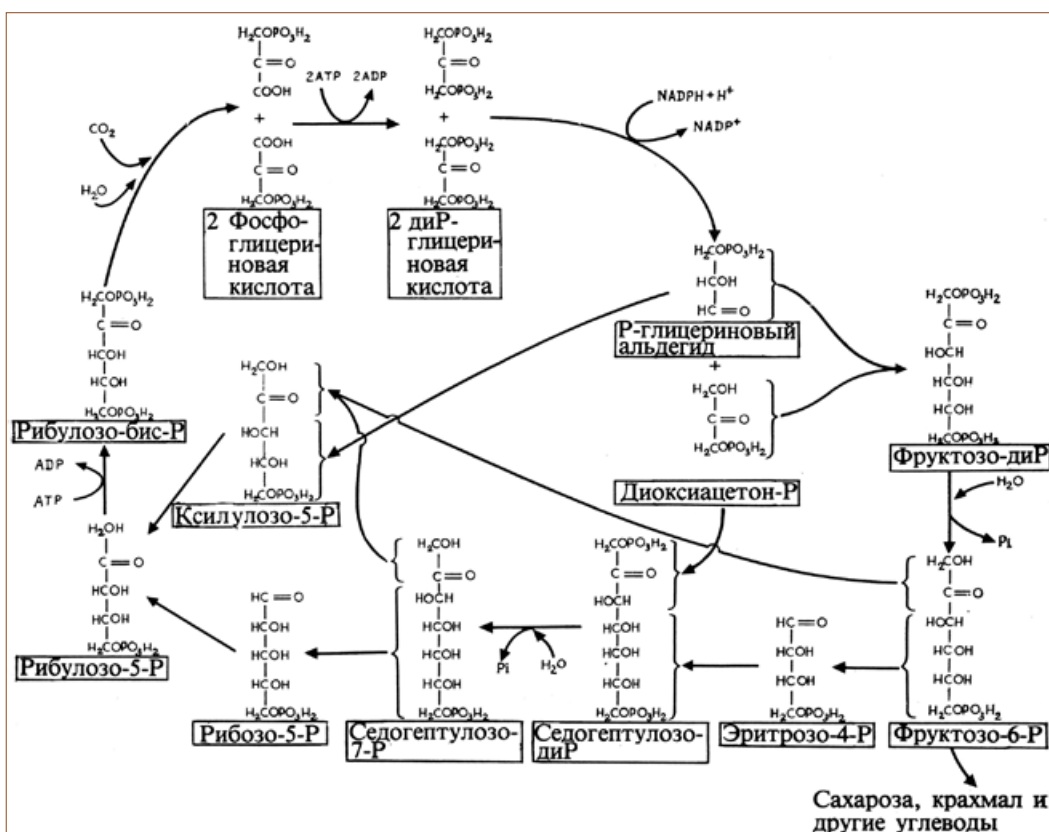 H₂COPO₃H₂
C=O
COOH
+
COOH
C=O
H₂COPO₃H₂
2 Фосфо-
глицери-
новая
кислота
2ATP 2ADP
H₂COPO₃H₂
C=O
H₂COPO₃H₂
+
H₂COPO₃H₂
C=O
H₂COPO₃H₂
2 диР-
глицери-
новая
кислота
NADPH+H⁺
NADP⁺
CO₂
H₂O
H₂COPO₃H₂
HCOH
HC=O
Р-глицериновый
альдегид
+
H₂COH
C=O
H₂COPO₃H₂
Диоксиацетон-Р
H₂COPO₃H₂
C=O
HOCH
HCOH
HCOH
H₂COPO₃H₂
Фруктозо-диР
H₂O
Pi
H₂COPO₃H₂
C=O
HCOH
HCOH
H₂COPO₃H₂
Рибулозо-бис-Р
ADP
ATP
H₂COH
C=O
HOCH
HCOH
H₂COPO₃H₂
Ксилулозо-5-Р
H₂OH
C=O
HCOH
HCOH
H₂COPO₃H₂
Рибулозо-5-Р
HC=O
HCOH
HCOH
HCOH
H₂COPO₃H₂
Рибозо-5-Р
H₂COH
C=O
HOCH
HCOH
HCOH
HCOH
H₂COPO₃H₂
Седогептулозо-
7-Р
Pi
H₂O
H₂COPO₃H₂
C=O
HOCH
HCOH
HCOH
HCOH
H₂COPO₃H₂
Седогептулозо-
диР
HC=O
HCOH
HCOH
H₂COPO₃H₂
Эритрозо-4-Р
H₂COH
C=O
HOCH
HCOH
HCOH
H₂COPO₃H₂
Фруктозо-6-Р
Сахароза, крахмал и
другие углеводы